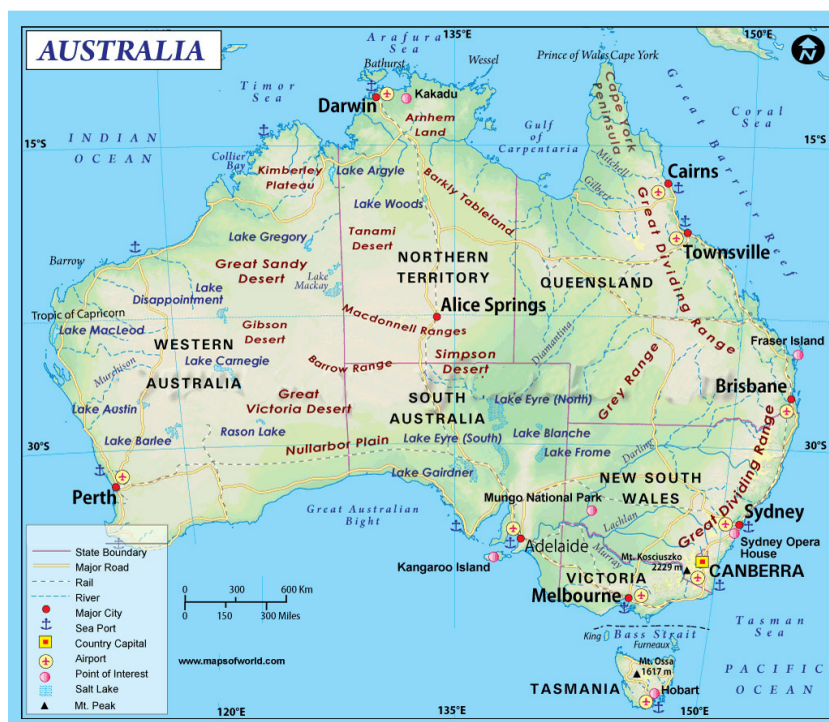 AUSTRALIA
135°E
150°E
Arafura
Sea
Bathurst
Wessel
Prince of Wales
Cape York
N
Timor
Sea
Darwin
Kakadu
Arnhem
Land
Cape York
Peninsula
Great Barrier Reef
Coral
Sea
INDIAN
OCEAN
15°S
15°S
Gulf
of
Carpentaria
Collier
Bay
Kimberley
Plateau
Lake Argyle
Mitchell
Gilbert
Cairns
Barkly Tableland
Lake Woods
Great Dividing Range
Lake Gregory
Tanami
Desert
Townsville
Barrow
Great Sandy
Desert
Lake
Mackay
NORTHERN
TERRITORY
QUEENSLAND
Lake
Disappointment
Tropic of Capricorn
Alice Springs
Lake MacLeod
Gibson
Desert
Macdonnell Ranges
Diamantina
WESTERN
AUSTRALIA
Lake Carnegie
Murchison
Barrow Range
Simpson
Desert
Grey Range
Fraser Island
Brisbane
Great
Victoria Desert
SOUTH
AUSTRALIA
Lake Eyre (North)
Lake Austin
Rason Lake
Lake Barlee
Nullarbor Plain
Lake Eyre (South)
Lake Blanche
Lake Frome
Darling
Great Dividing Range
30°S
30°S
Lake Gairdner
NEW SOUTH
WALES
Perth
Mungo National Park
Great Australian
Bight
Lachlan
Sydney
Sydney Opera
House
Adelaide
Murray
Mt. Kosciuszko
2229 m
CANBERRA
Kangaroo Island
VICTORIA
Melbourne
State Boundary
Major Road
Rail
River
Major City
Sea Port
Country Capital
Airport
Point of Interest
Salt Lake
Mt. Peak
0 300 600 Km
0 150 300 Miles
www.mapsofworld.com
King
Bass Strait
Furneaux
Tasman
Sea
Mt. Ossa
1617 m
TASMANIA
Hobart
PACIFIC
OCEAN
120°E
135°E
150°E